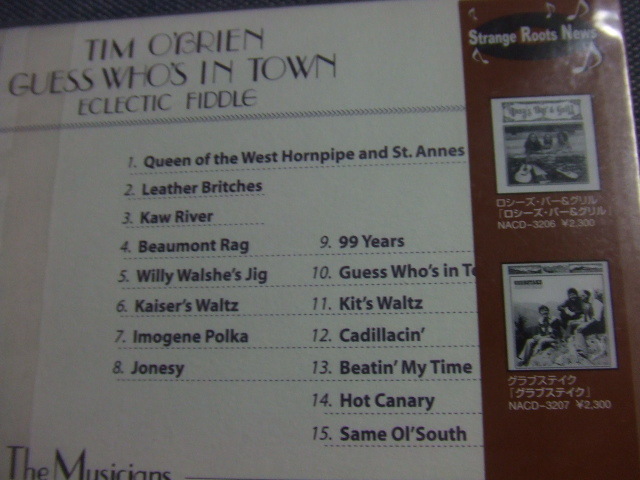 TIM O'BRIEN
GUESS WHO'S IN TOWN
ECLECTIC FIDDLE
1. Queen of the West Hornpipe and St. Annes
2. Leather Britches
3. Kaw River
4. Beaumont Rag
5. Willy Walshe's Jig
6. Kaiser's Waltz
7. Imogene Polka
8. Jonesy
9. 99 Years
10. Guess Who's in To
11. Kit's Waltz
12. Cadillacin'
13. Beatin' My Time
14. Hot Canary
15. Same Ol' South
The Musicians
Strange Roots News
ロシーズ・バー&グリル
「ロシーズ・バー&グリル」
NACD-3206 ¥2,300
グラブステイク
「グラブステイク」
NACD-3207 ¥2,300